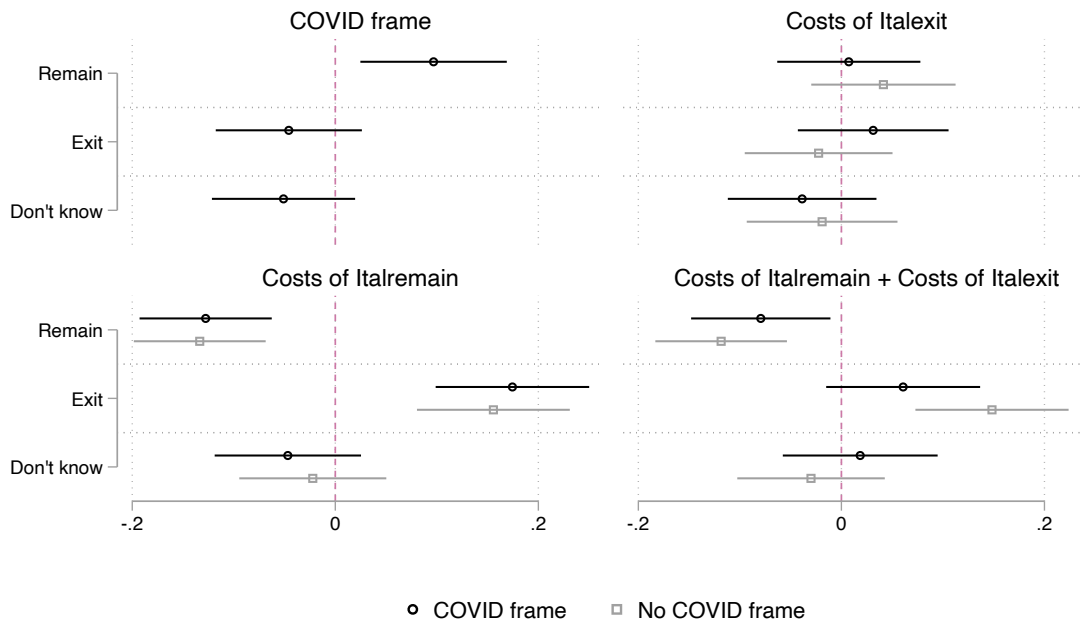 COVID frame
Costs of Italexit
Remain
Exit
Don't know
Costs of Italremain
Costs of Italremain + Costs of Italexit
Remain
Exit
Don't know
-.2 0 .2
-.2 0 .2
COVID frame No COVID frame